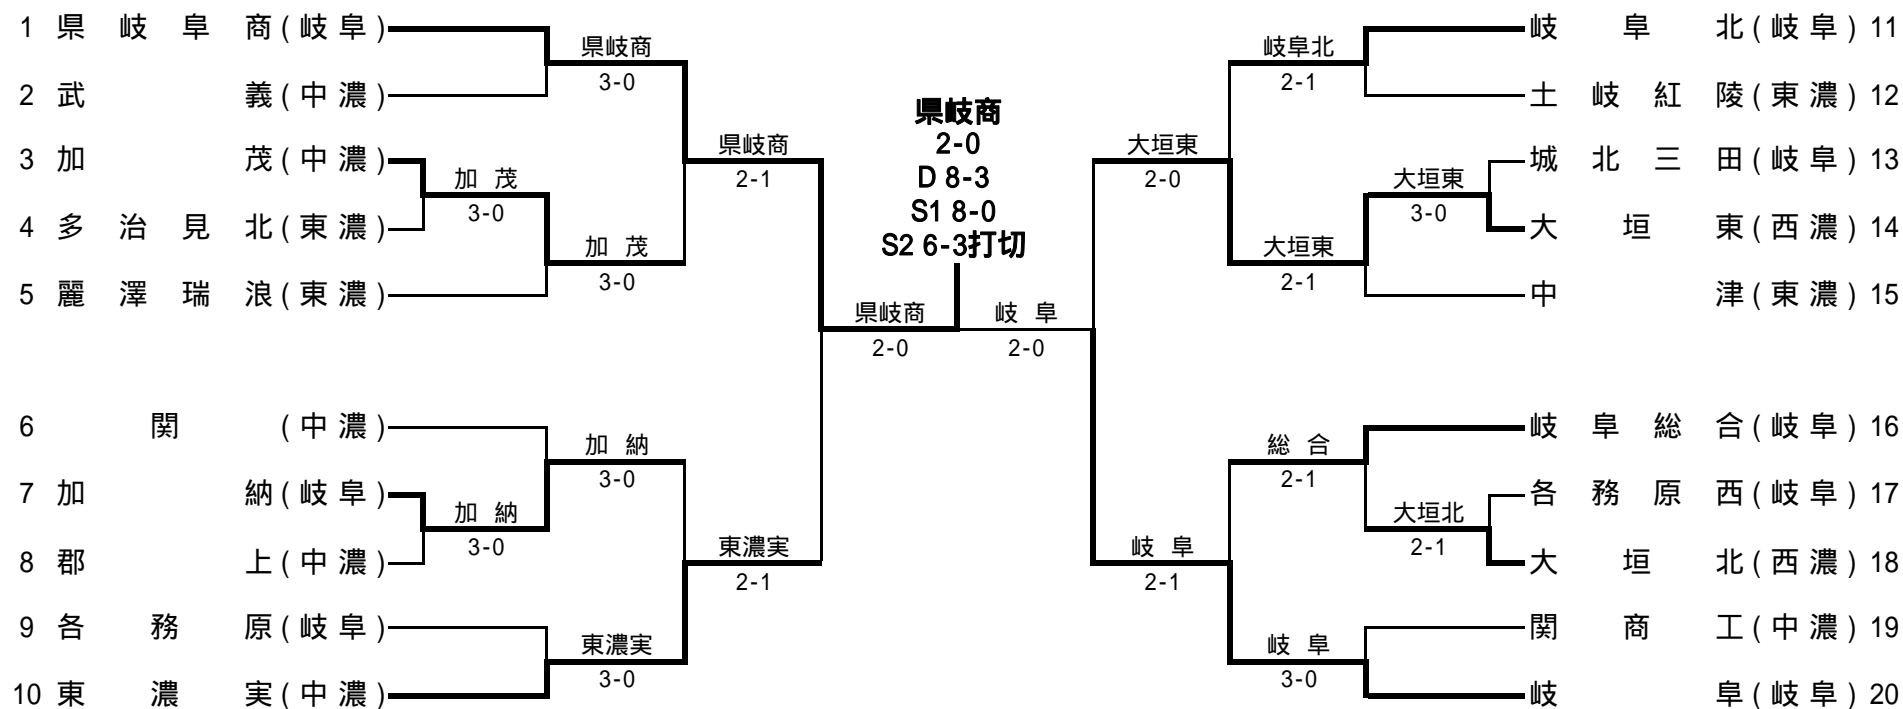 1 県岐阜商(岐阜)
2 武義(中濃)
3 加茂(中濃)
4 多治見北(東濃)
5 麗澤瑞浪(東濃)
6 関(中濃)
7 加納(岐阜)
8 郡上(中濃)
9 各務原(岐阜)
10 東濃実(中濃)
加茂
3-0
加納
3-0
県岐商
3-0
加茂
3-0
加納
3-0
東濃実
3-0
県岐商
2-1
東濃実
2-1
県岐商
2-0
県岐商
2-0
D 8-3
S1 8-0
S2 6-3打切
岐阜
2-0
大垣東
2-0
岐阜
2-1
岐阜北
2-1
大垣東
2-1
総合
2-1
岐阜
3-0
大垣東
3-0
大垣北
2-1
岐阜北(岐阜) 11
土岐紅陵(東濃) 12
城北三田(岐阜) 13
大垣東(西濃) 14
中津(東濃) 15
岐阜総合(岐阜) 16
各務原西(岐阜) 17
大垣北(西濃) 18
関商工(中濃) 19
岐阜(岐阜) 20